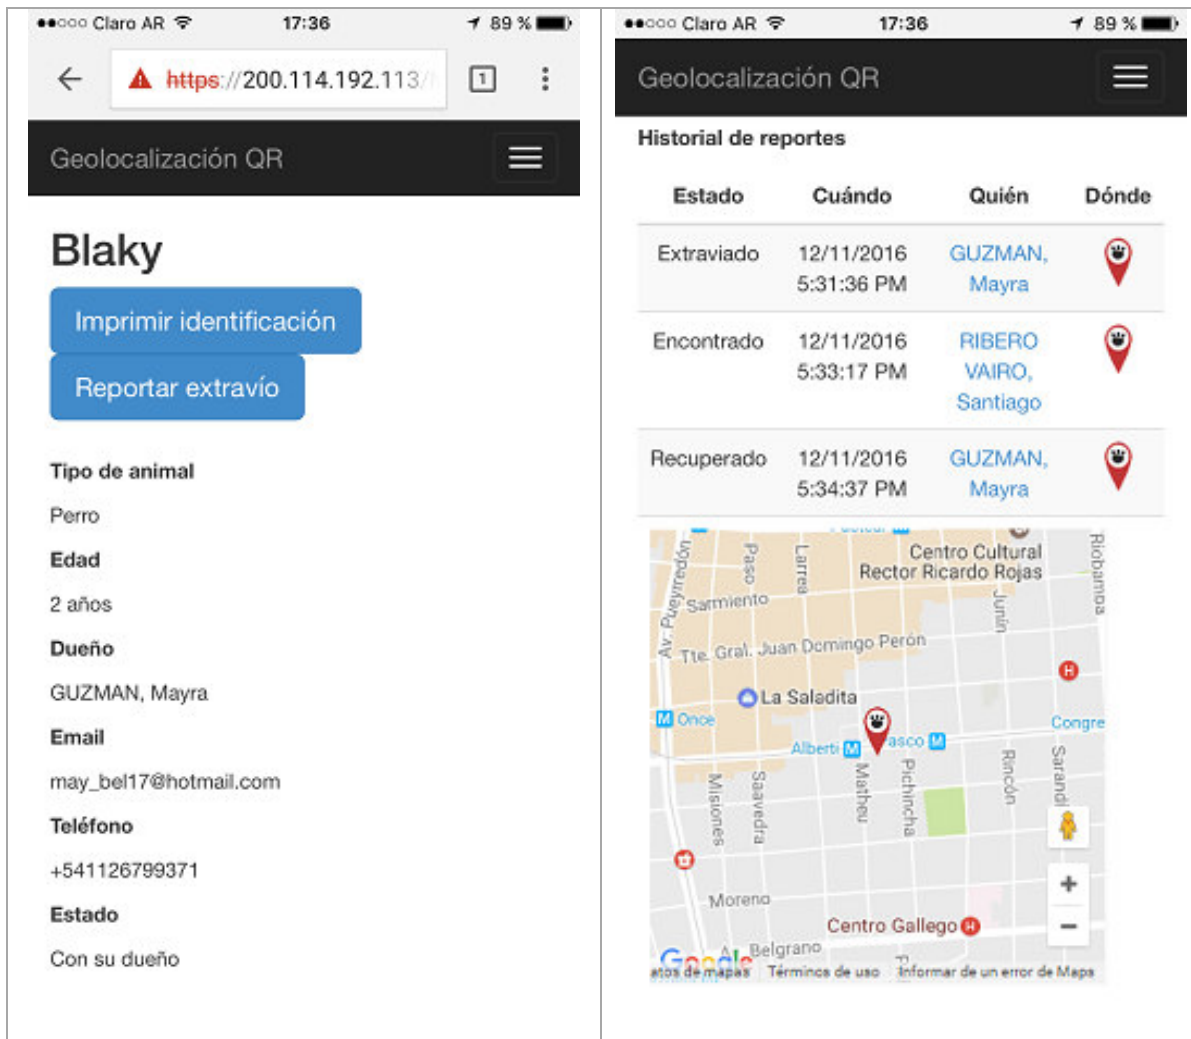 Claro AR 17:36 89 %
https://200.114.192.113/
1
Geolocalización QR
Blaky
Imprimir identificación
Reportar extravío
Tipo de animal
Perro
Edad
2 años
Dueño
GUZMAN, Mayra
Email
may_bel17@hotmail.com
Teléfono
+541126799371
Estado
Con su dueño
Claro AR 17:36 89 %
Geolocalización QR
Historial de reportes
Estado Cuándo Quién Dónde
Extraviado 12/11/2016 GUZMAN,
5:31:36 PM Mayra
Encontrado 12/11/2016 RIBERO
5:33:17 PM VAIRO,
Santiago
Recuperado 12/11/2016 GUZMAN,
5:34:37 PM Mayra
Av. Pueyrredón
Paso
Larrea
Centro Cultural
Rector Ricardo Rojas
Riobamba
Sarmiento
Junín
Tte. Gral. Juan Domingo Perón
H
La Saladita
M Once
Congre
Alberti M asco M
Misiones
Saavedra
Matheu
Pichincha
Rincón
Sarandí
+
Moreno
Centro Gallego H
−
Belgrano
Google
atos de mapas Términos de uso Informar de un error de Maps